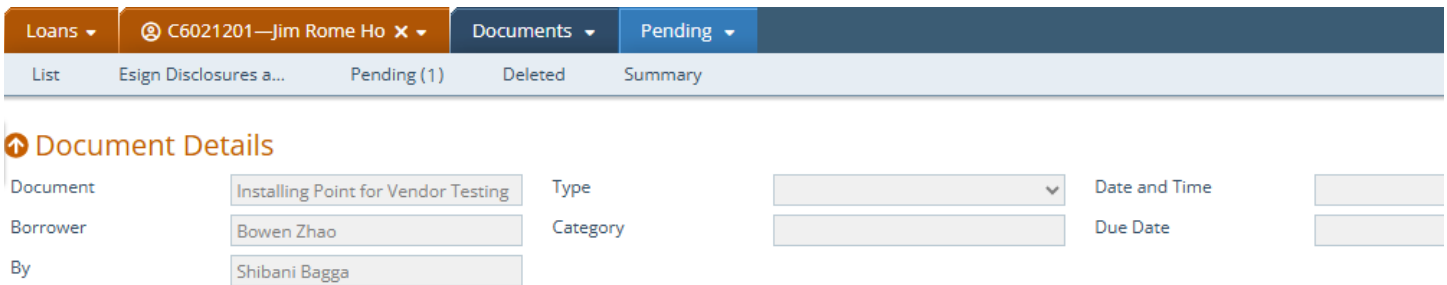 Loans C6021201—Jim Rome Ho Documents Pending
List Esign Disclosures a... Pending (1) Deleted Summary
Document Details
Document Installing Point for Vendor Testing Type Date and Time
Borrower Bowen Zhao Category Due Date
By Shibani Bagga